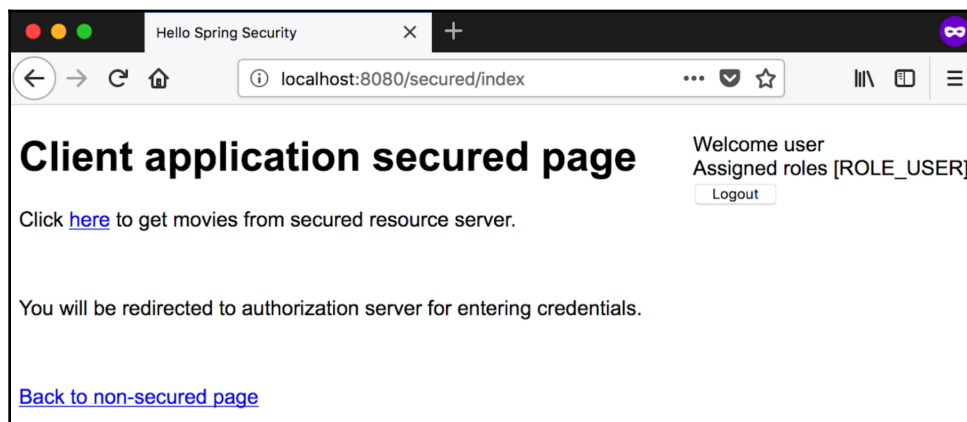 Hello Spring Security
localhost:8080/secured/index
Client application secured page
Welcome user
Assigned roles [ROLE_USER]
Logout
Click here to get movies from secured resource server.
You will be redirected to authorization server for entering credentials.
Back to non-secured page